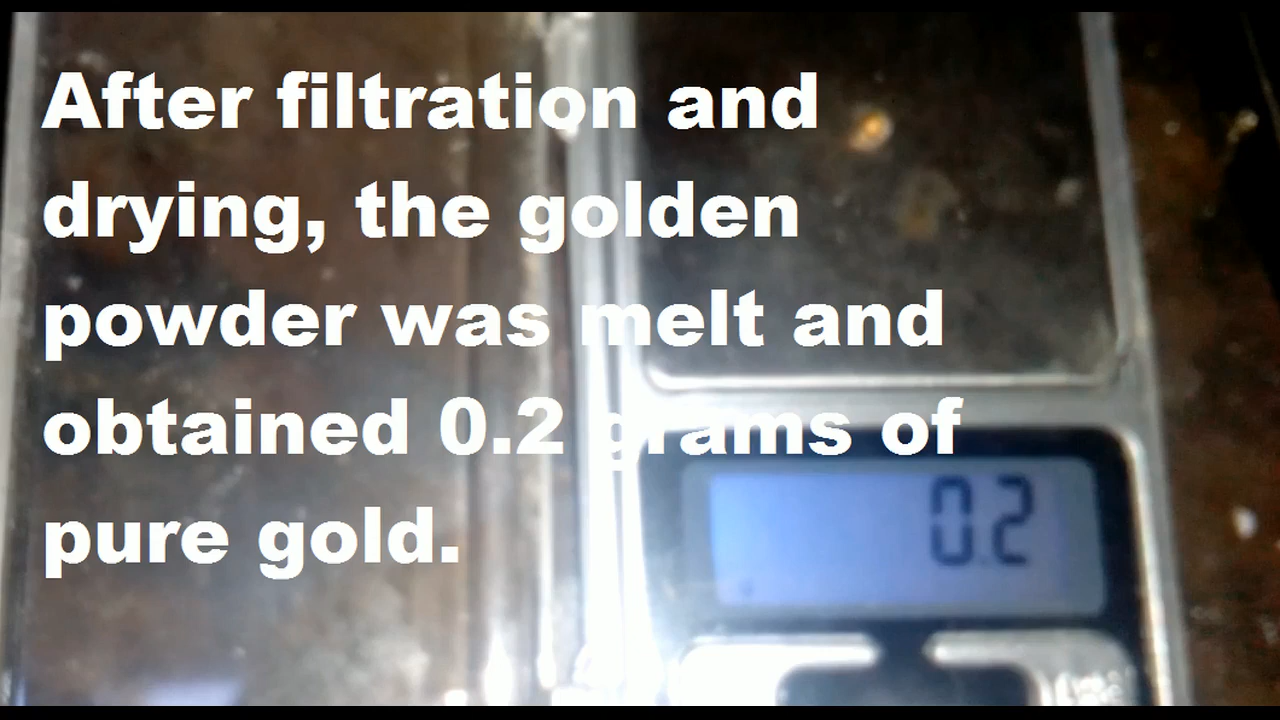 After filtration and
drying, the golden
powder was melt and
obtained 0.2 grams of
pure gold.
0.2